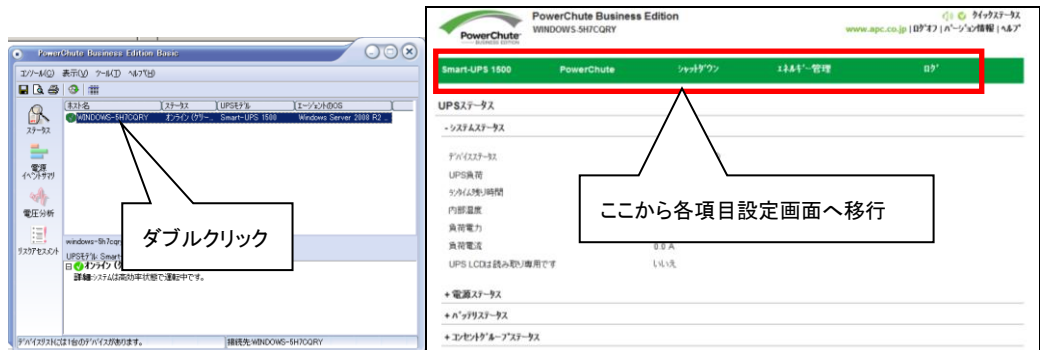 PowerChute Business Edition Basic
コンソール(C) 表示(V) ツール(T) ヘルプ(H)
ホスト名 ステータス UPSモデル エージェントのOS
WINDOWS-5H7CQRY オンライン (グリー... Smart-UPS 1500 Windows Server 2008 R2 ...
ステータス
電源
イベントサマリ
電圧分析
リスクアセスメント
ダブルクリック
windows-5h7cqr
UPSモデル Smart-
オンライン (グ
詳細:システムは高効率状態で運転中です。
デバイスリストには1台のデバイスがあります。 接続先:WINDOWS-5H7CQRY
PowerChute Business Edition
WINDOWS-5H7CQRY
PowerChute
BUSINESS EDITION
クイックステータス
www.apc.co.jp | ログオフ | バージョン情報 | ヘルプ
Smart-UPS 1500 PowerChute シャットダウン エネルギー管理 ログ
UPSステータス
- システムステータス
デバイスステータス
UPS負荷
ランタイム残り時間
内部温度
負荷電力
負荷電流 0.0 A
UPS LCDは読み取り専用です いいえ
ここから各項目設定画面へ移行
+ 電源ステータス
+ バッテリステータス
+ コンセントグループステータス